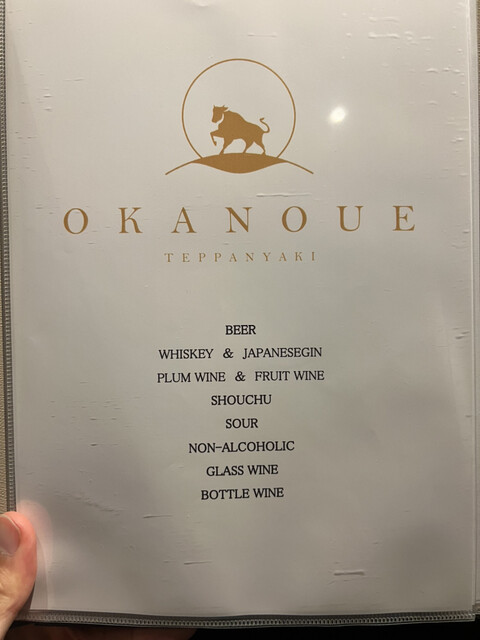 OKANOUE
TEPPANYAKI
BEER
WHISKEY & JAPANESEGIN
PLUM WINE & FRUIT WINE
SHOUCHU
SOUR
NON-ALCOHOLIC
GLASS WINE
BOTTLE WINE